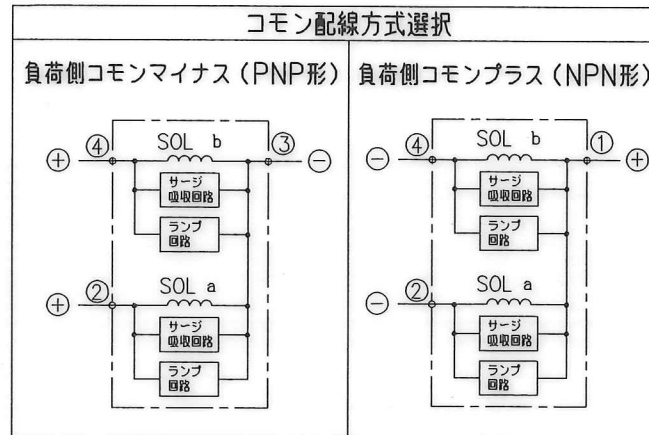 コモン配線方式選択
負荷側コモンマイナス(PNP形)
④ SOL b ③
⊕ ⊖
サージ
吸収回路
ランプ
回路
② SOL a
⊕
サージ
吸収回路
ランプ
回路
負荷側コモンプラス(NPN形)
④ SOL b ①
⊖ ⊕
サージ
吸収回路
ランプ
回路
② SOL a
⊖
サージ
吸収回路
ランプ
回路